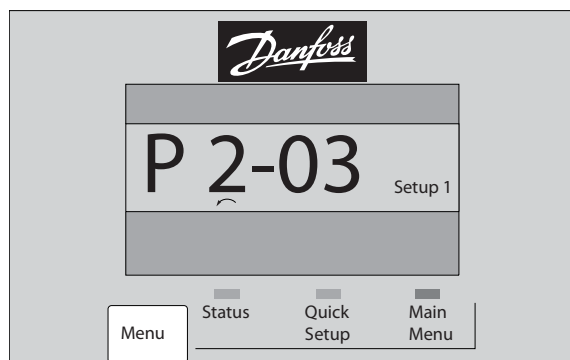 Danfoss
P 2-03
Setup 1
Menu
Status
Quick
Setup
Main
Menu